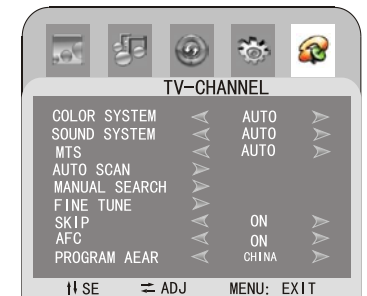 TV-CHANNEL
COLOR SYSTEM AUTO
SOUND SYSTEM AUTO
MTS AUTO
AUTO SCAN
MANUAL SEARCH
FINE TUNE
SKIP ON
AFC ON
PROGRAM AEAR CHINA
SE ADJ MENU: EXIT